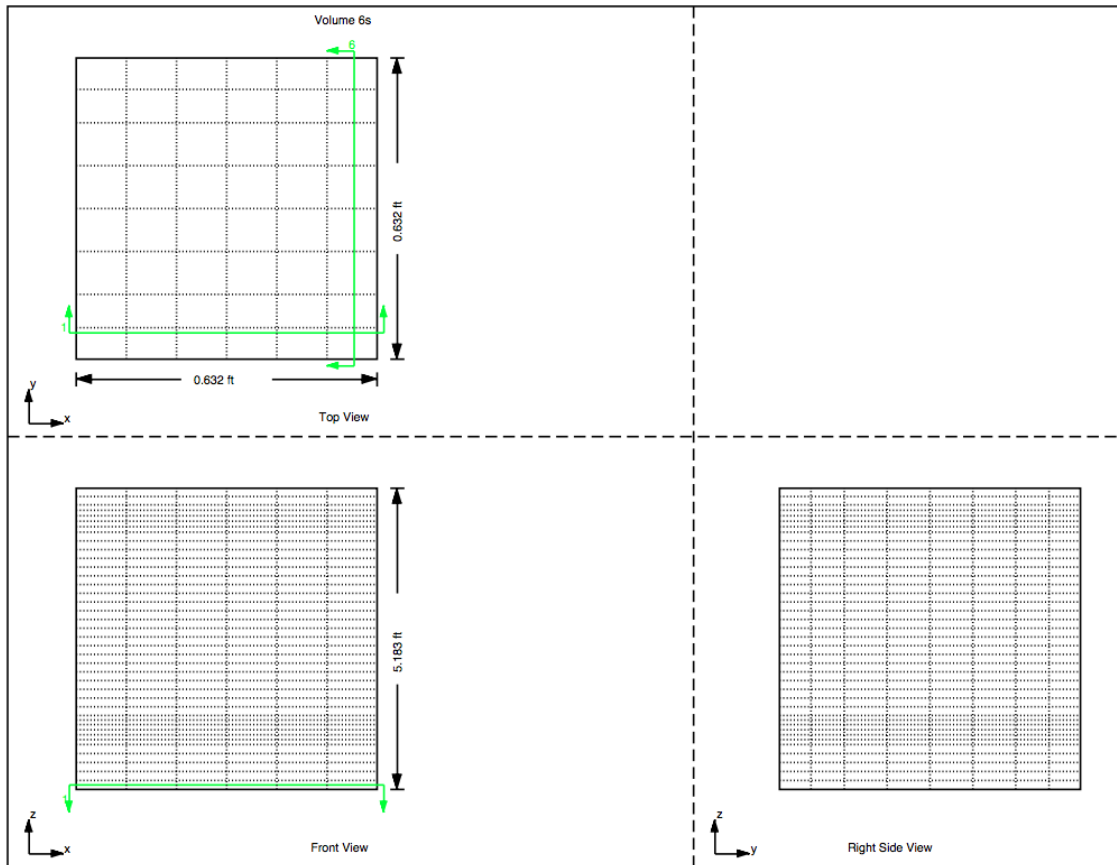 Volume 6s
6
0.632 ft
1
0.632 ft
y
x
Top View
5.183 ft
1
z
x
Front View
z
y
Right Side View